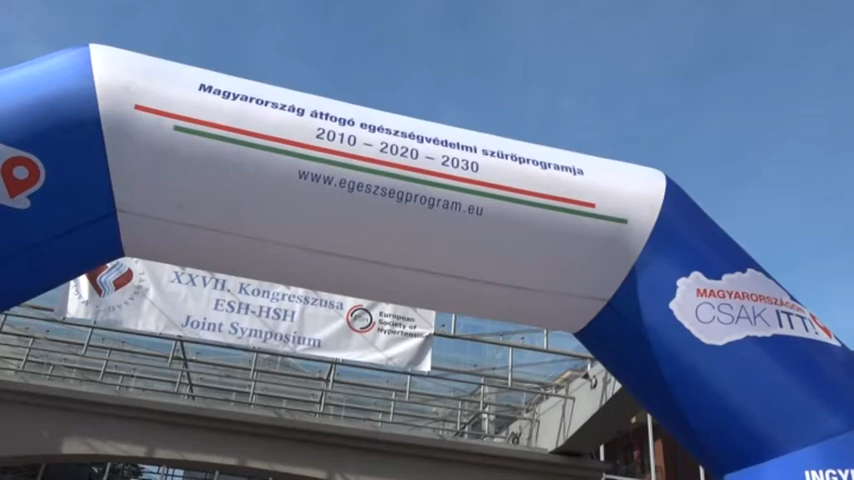 Magyarország átfogó egészségvédelmi szűrőprogramja
2010 – 2020 – 2030
www.egeszsegprogram.eu
MAGYARORSZÁGON
CSAK ITT!
XXVII. Kongresszusa
ESH-HSH
Joint Symposium
European
Society of
Hypertension